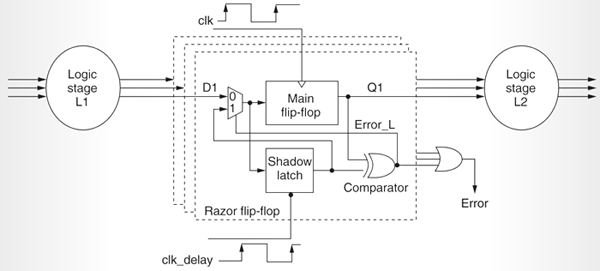 clk
Logic
stage
L1
D1
0
1
Main
flip-flop
Q1
Logic
stage
L2
Error_L
Shadow
latch
Comparator
Razor flip-flop
Error
clk_delay